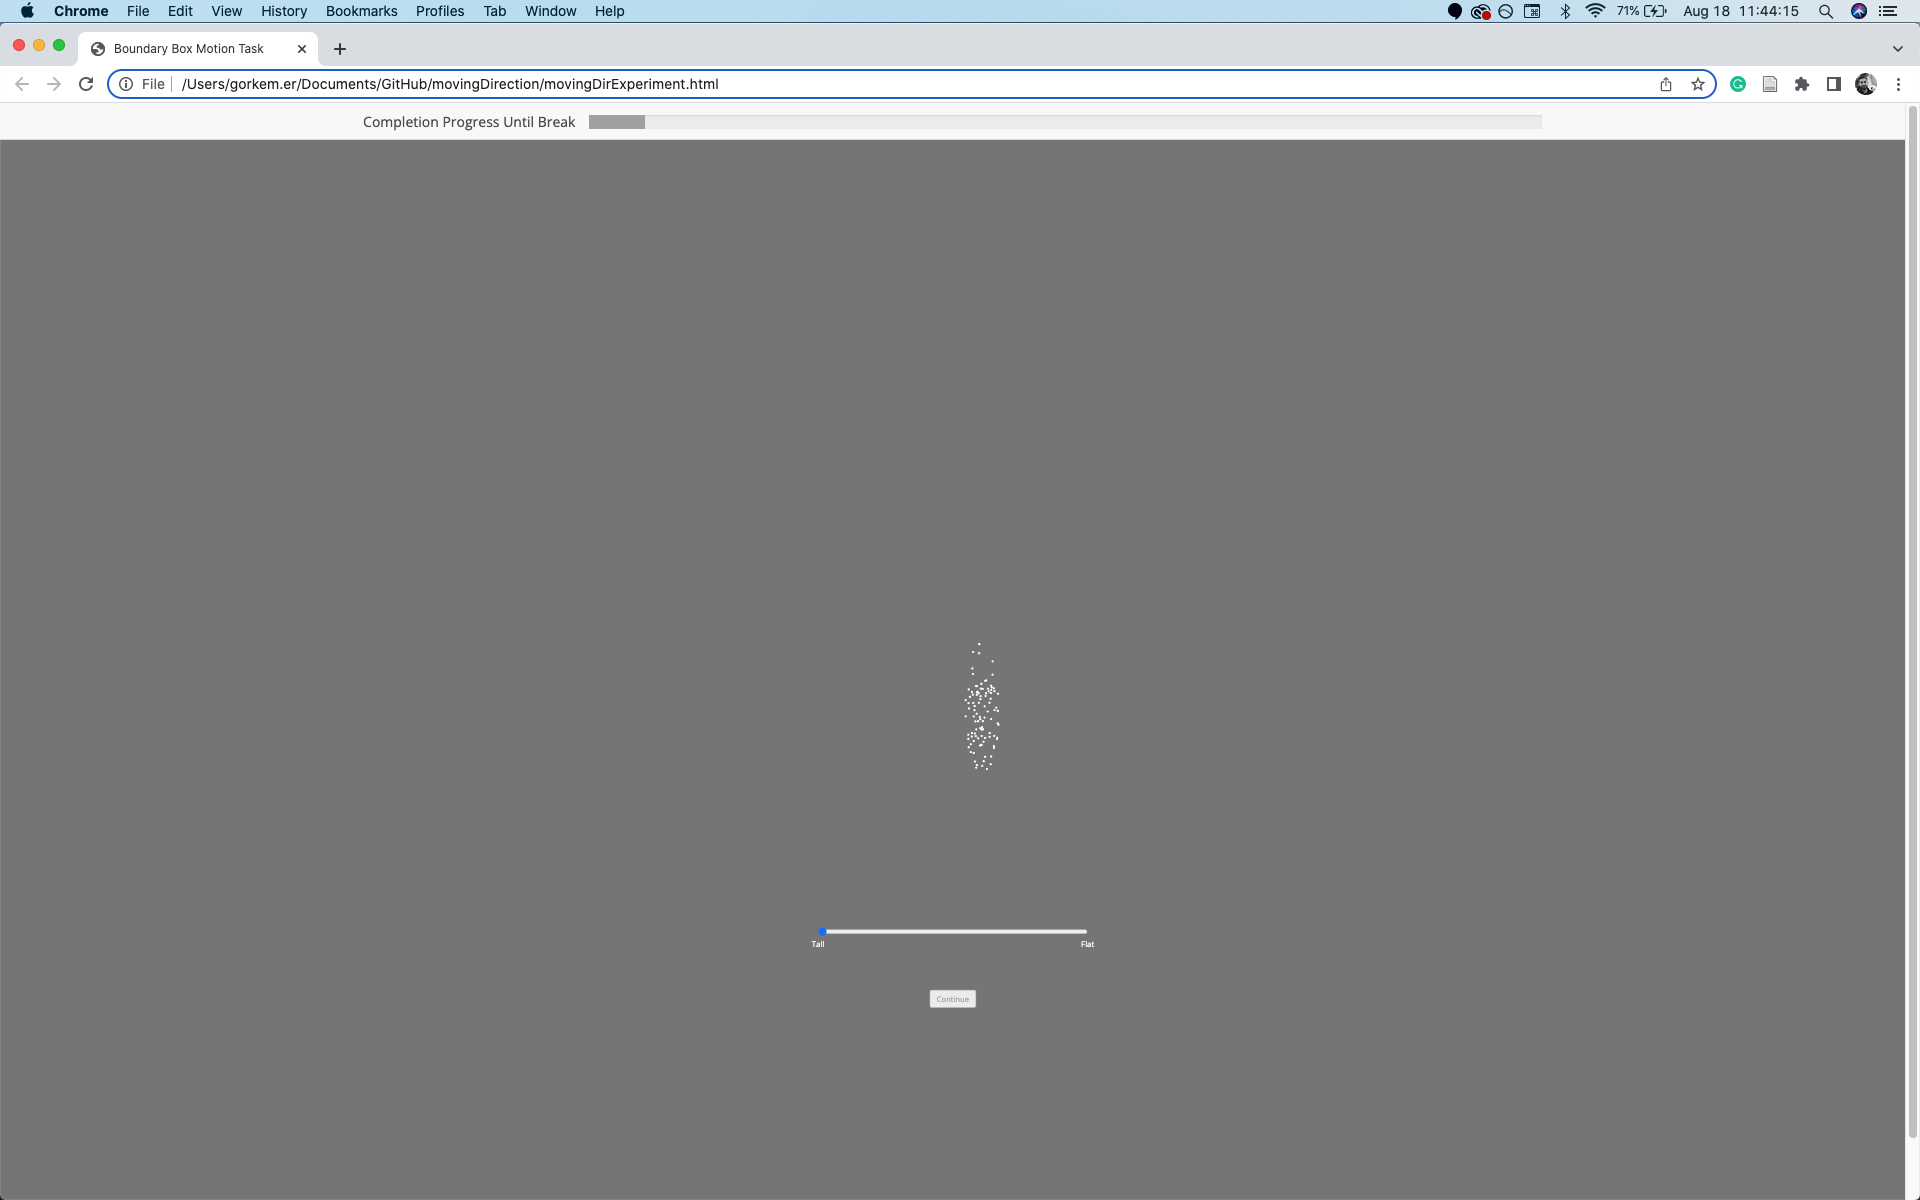 Chrome File Edit View History Bookmarks Profiles Tab Window Help 71% Aug 18 11:44:15
Boundary Box Motion Task
File /Users/gorkem.er/Documents/GitHub/movingDirection/movingDirExperiment.html
Completion Progress Until Break
Tall Flat
Continue